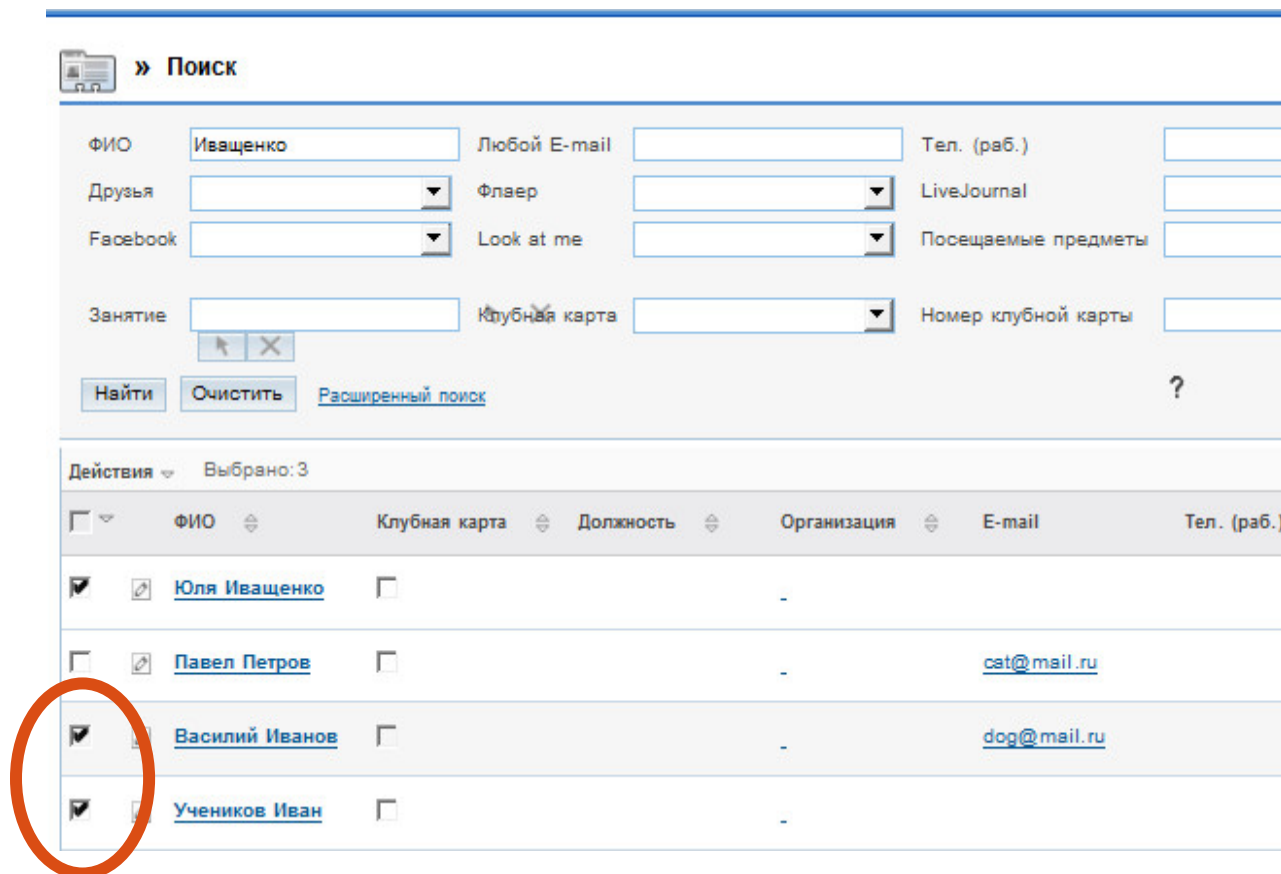 » Поиск
ФИО Иващенко Любой E-mail Тел. (раб.)
Друзья Флаер LiveJournal
Facebook Look at me Посещаемые предметы
Занятие Клубная карта Номер клубной карты
Найти Очистить Расширенный поиск ?
Действия Выбрано: 3
ФИО Клубная карта Должность Организация E-mail Тел. (раб.)
Юля Иващенко -
Павел Петров - cat@mail.ru
Василий Иванов - dog@mail.ru
Учеников Иван -